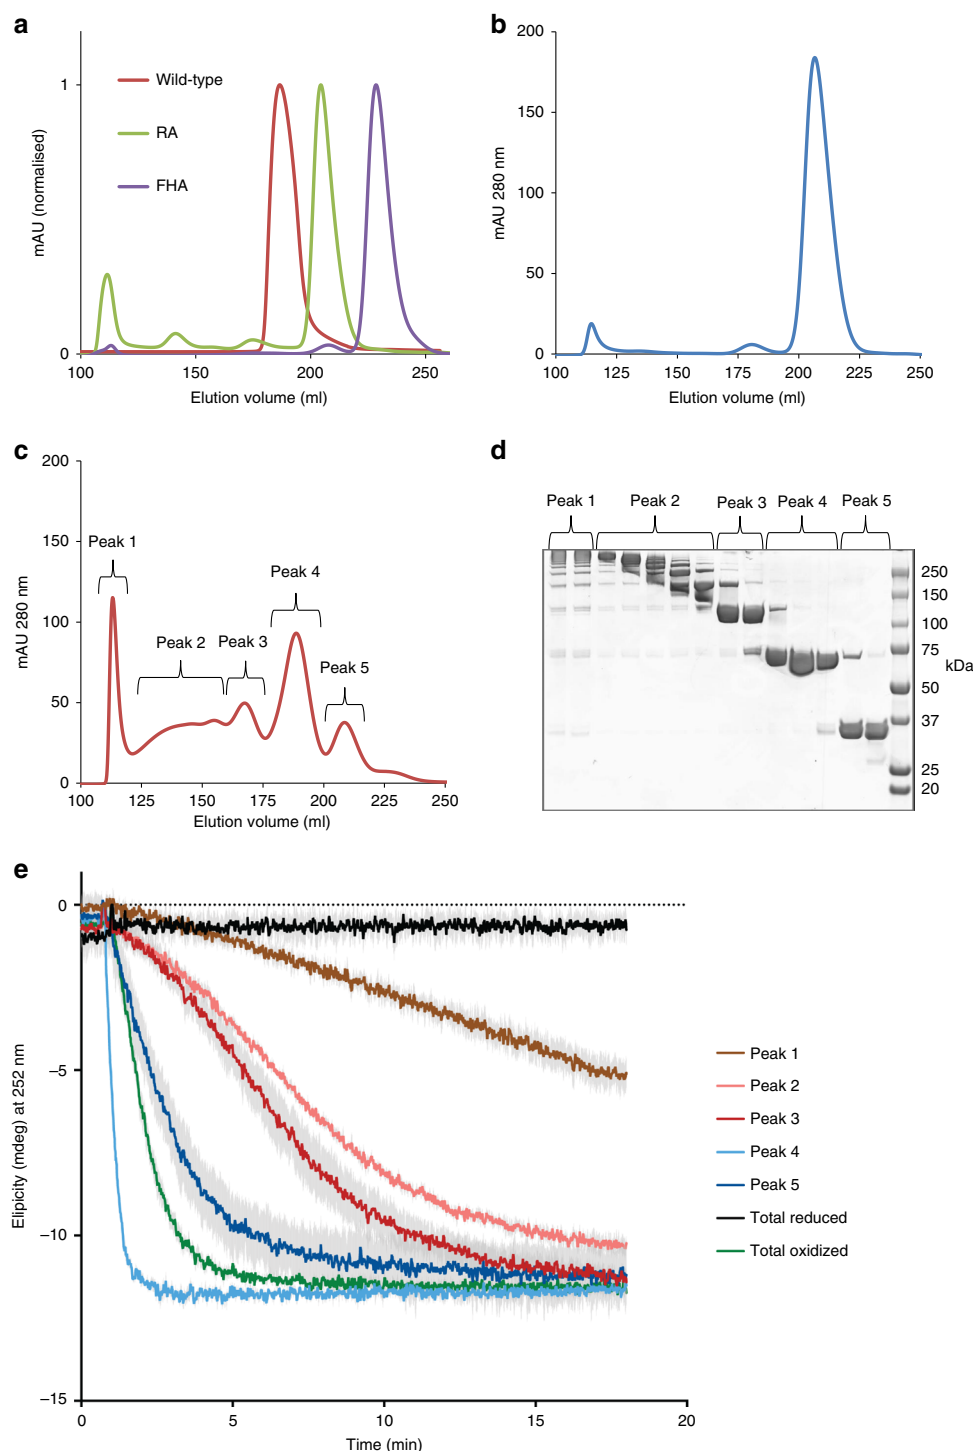 a
Wild-type
RA
FHA
mAU (normalised)
1
0
100
150
200
250
Elution volume (ml)
b
mAU 280 nm
200
150
100
50
0
100
125
150
175
200
225
250
Elution volume (ml)
c
mAU 280 nm
200
150
100
50
0
Peak 1
Peak 2
Peak 3
Peak 4
Peak 5
100
125
150
175
200
225
250
Elution volume (ml)
d
Peak 1
Peak 2
Peak 3
Peak 4
Peak 5
250
150
100
75
kDa
50
37
25
20
e
Elipicity (mdeg) at 252 nm
0
–5
–10
–15
0
5
10
15
20
Time (min)
Peak 1
Peak 2
Peak 3
Peak 4
Peak 5
Total reduced
Total oxidized